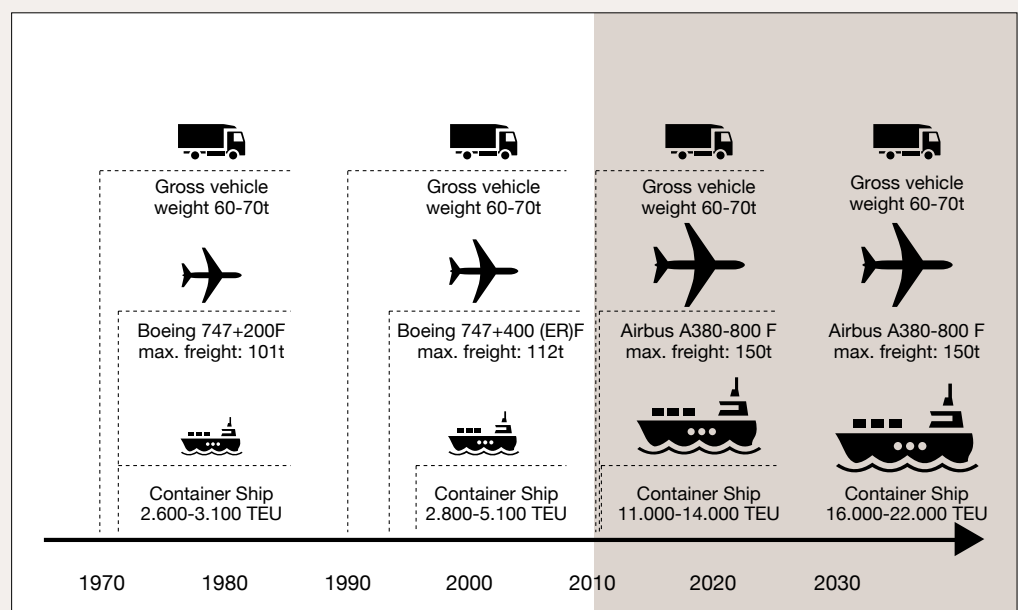 Gross vehicle
weight 60-70t
Gross vehicle
weight 60-70t
Gross vehicle
weight 60-70t
Gross vehicle
weight 60-70t
Boeing 747+200F
max. freight: 101t
Boeing 747+400 (ER)F
max. freight: 112t
Airbus A380-800 F
max. freight: 150t
Airbus A380-800 F
max. freight: 150t
Container Ship
2.600-3.100 TEU
Container Ship
2.800-5.100 TEU
Container Ship
11.000-14.000 TEU
Container Ship
16.000-22.000 TEU
1970 1980 1990 2000 2010 2020 2030